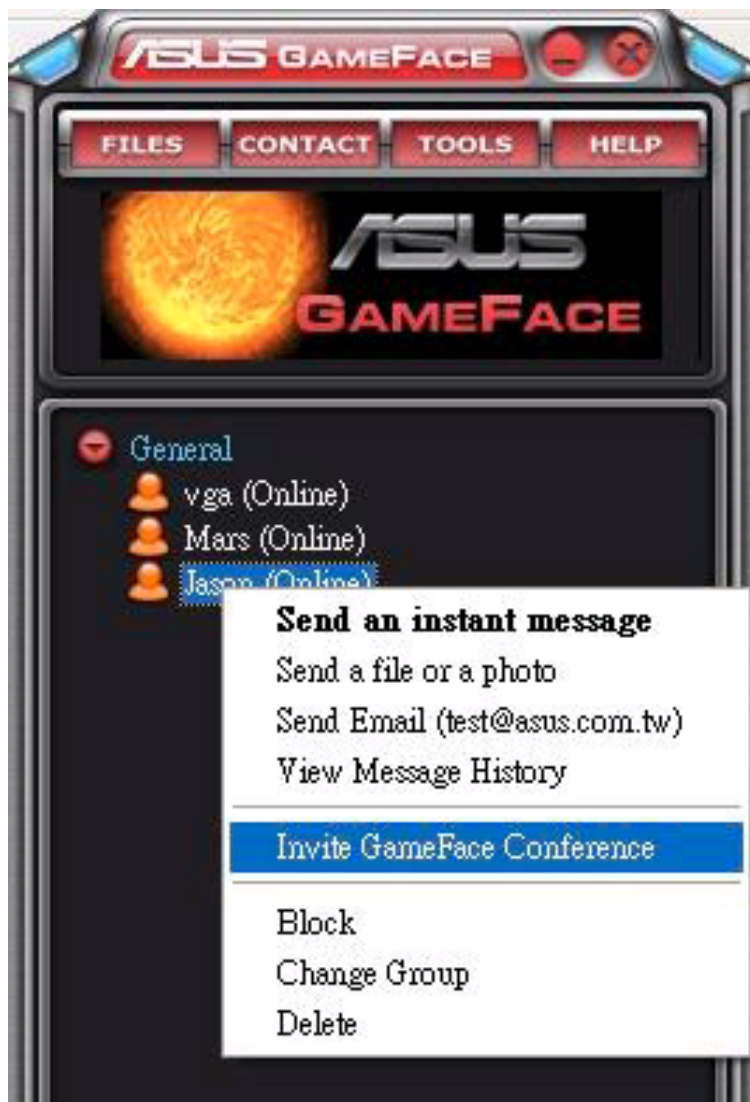 ASUS GAMEFACE
FILES CONTACT TOOLS HELP
ASUS
GAMEFACE
General
vga (Online)
Mars (Online)
Jason (Online)
Send an instant message
Send a file or a photo
Send Email (test@asus.com.tw)
View Message History
Invite GameFace Conference
Block
Change Group
Delete